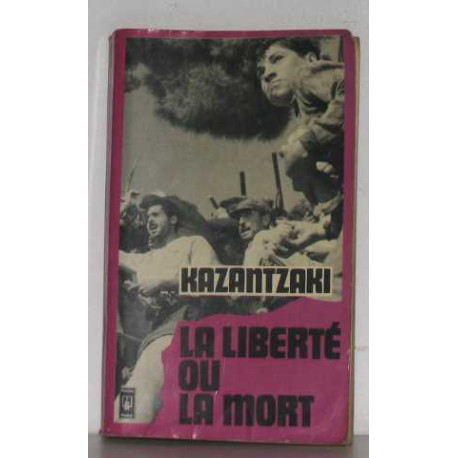 KAZANTZAKI
LA LIBERTÉ
OU
LA MORT